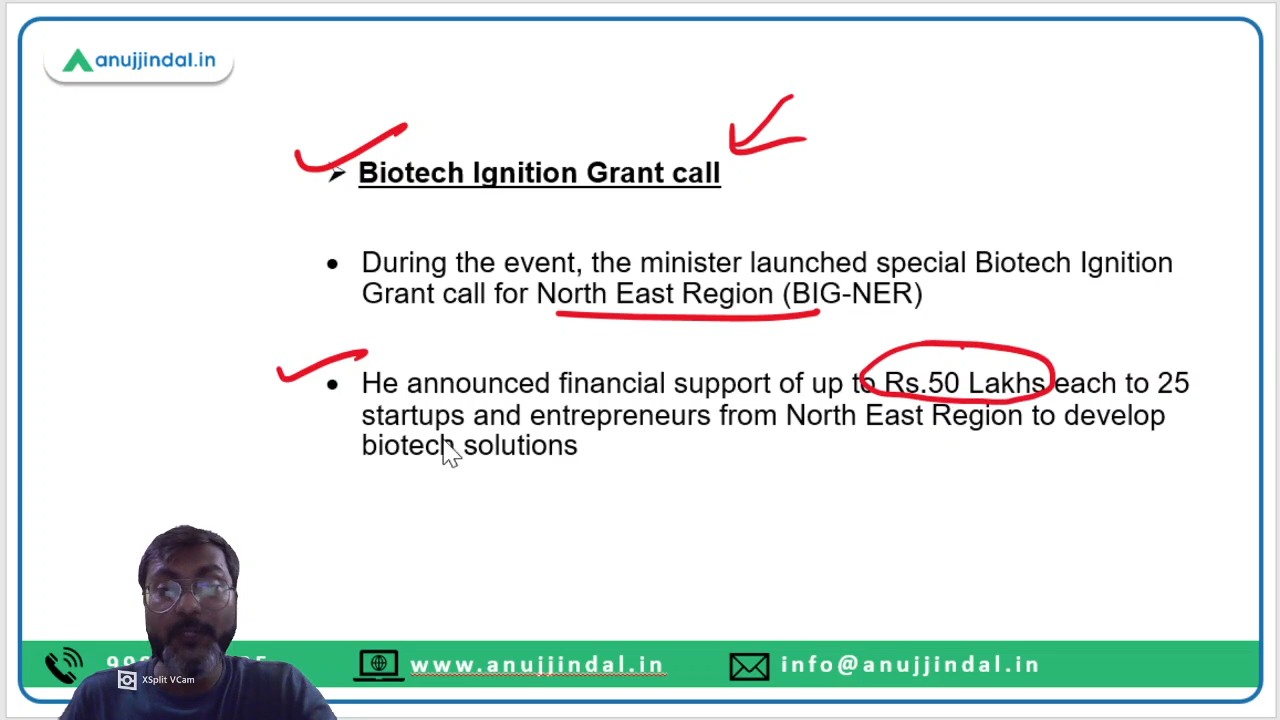 anujjindal.in
Biotech Ignition Grant call
During the event, the minister launched special Biotech Ignition
Grant call for North East Region (BIG-NER)
He announced financial support of up to Rs.50 Lakhs each to 25
startups and entrepreneurs from North East Region to develop
biotech solutions
www.anujjindal.in
info@anujjindal.in
XSplit VCam